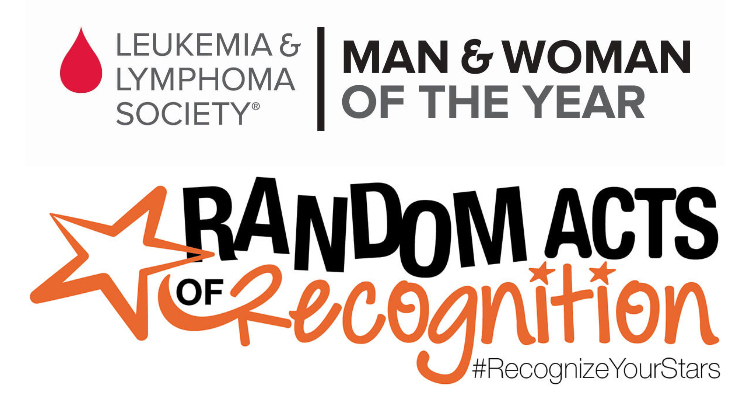 LEUKEMIA &
LYMPHOMA
SOCIETY®
MAN & WOMAN
OF THE YEAR
RANDOM ACTS
OF Recognition
#RecognizeYourStars